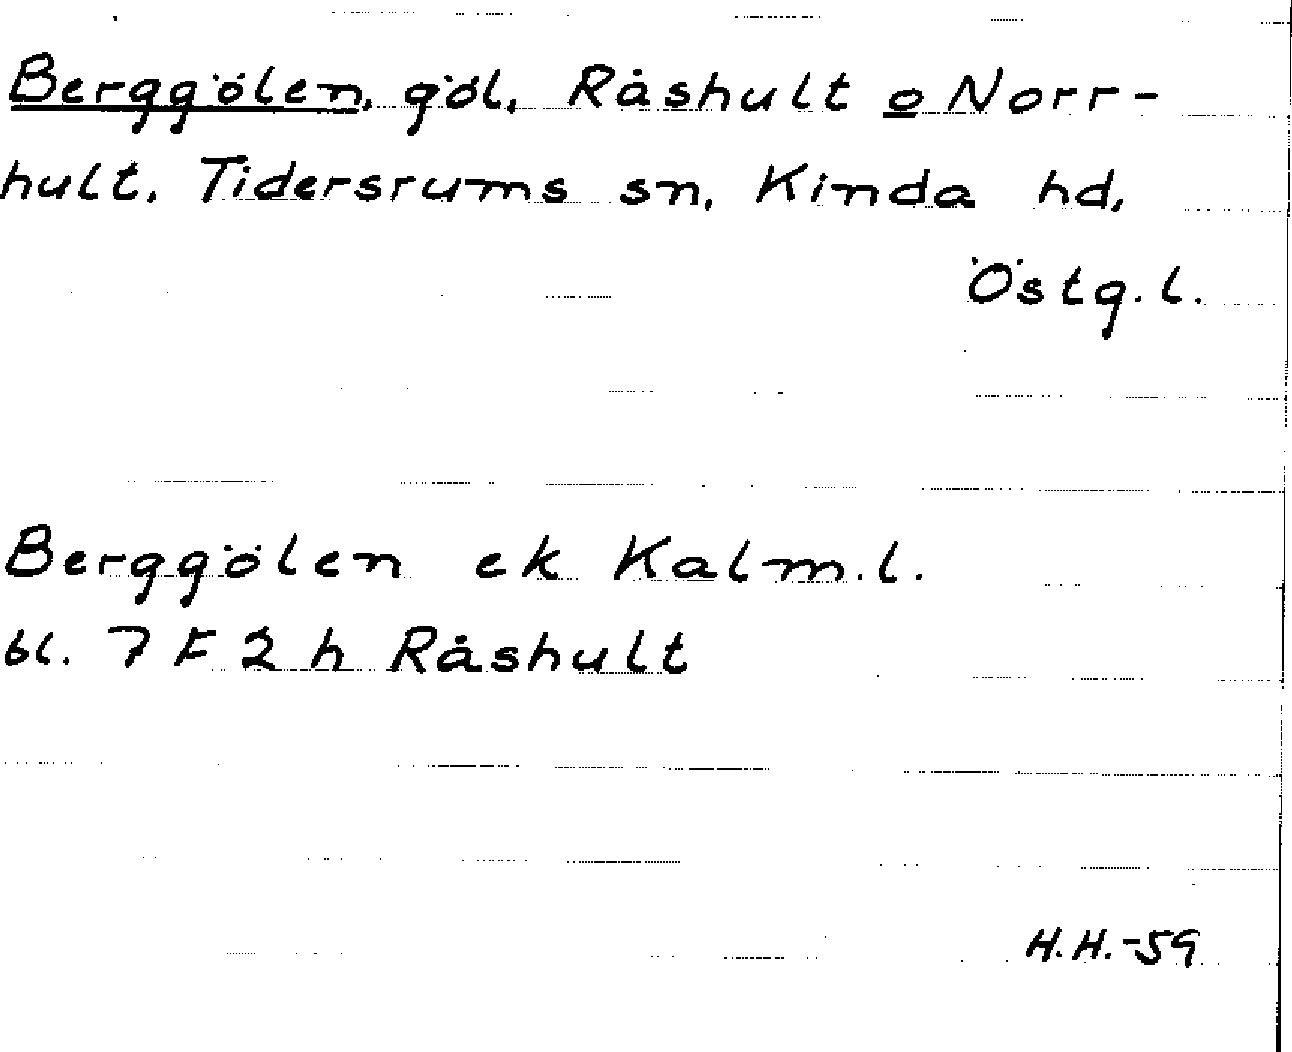 Berggölen, göl, Råshult o Norr-
hult, Tidersrums sn, Kinda hd,
Östg.l.
Berggölen ek Kalm.l.
bl. 7 F 2 h Råshult
H.H.-59